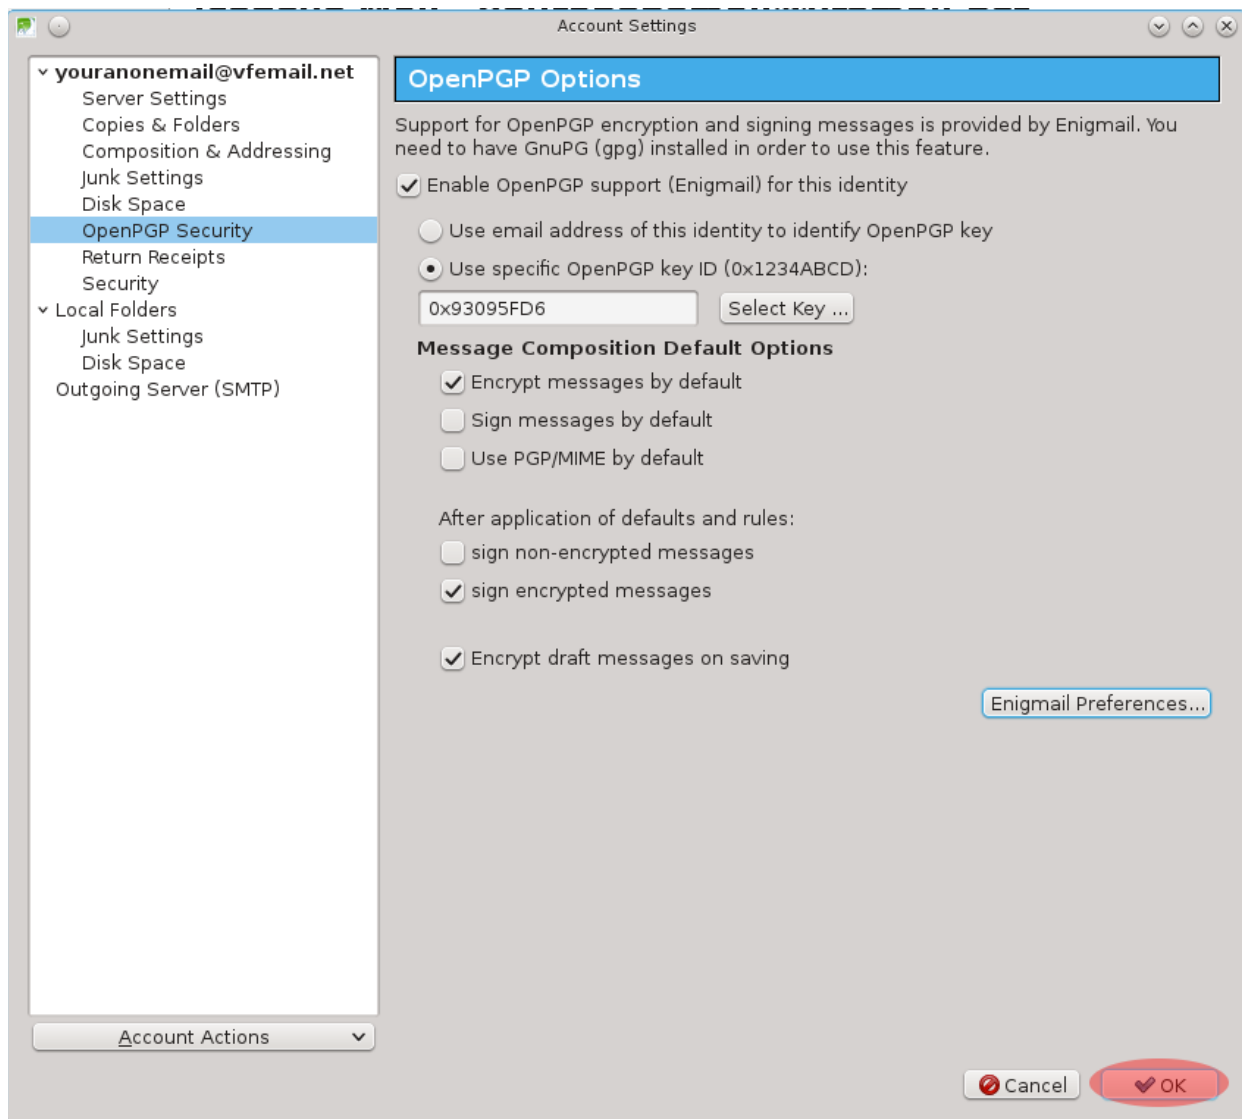 Account Settings
youranonemail@vfemail.net
Server Settings
Copies & Folders
Composition & Addressing
Junk Settings
Disk Space
OpenPGP Security
Return Receipts
Security
Local Folders
Junk Settings
Disk Space
Outgoing Server (SMTP)
Account Actions
OpenPGP Options
Support for OpenPGP encryption and signing messages is provided by Enigmail. You
need to have GnuPG (gpg) installed in order to use this feature.
Enable OpenPGP support (Enigmail) for this identity
Use email address of this identity to identify OpenPGP key
Use specific OpenPGP key ID (0x1234ABCD):
0x93095FD6 Select Key ...
Message Composition Default Options
Encrypt messages by default
Sign messages by default
Use PGP/MIME by default
After application of defaults and rules:
sign non-encrypted messages
sign encrypted messages
Encrypt draft messages on saving
Enigmail Preferences...
Cancel OK